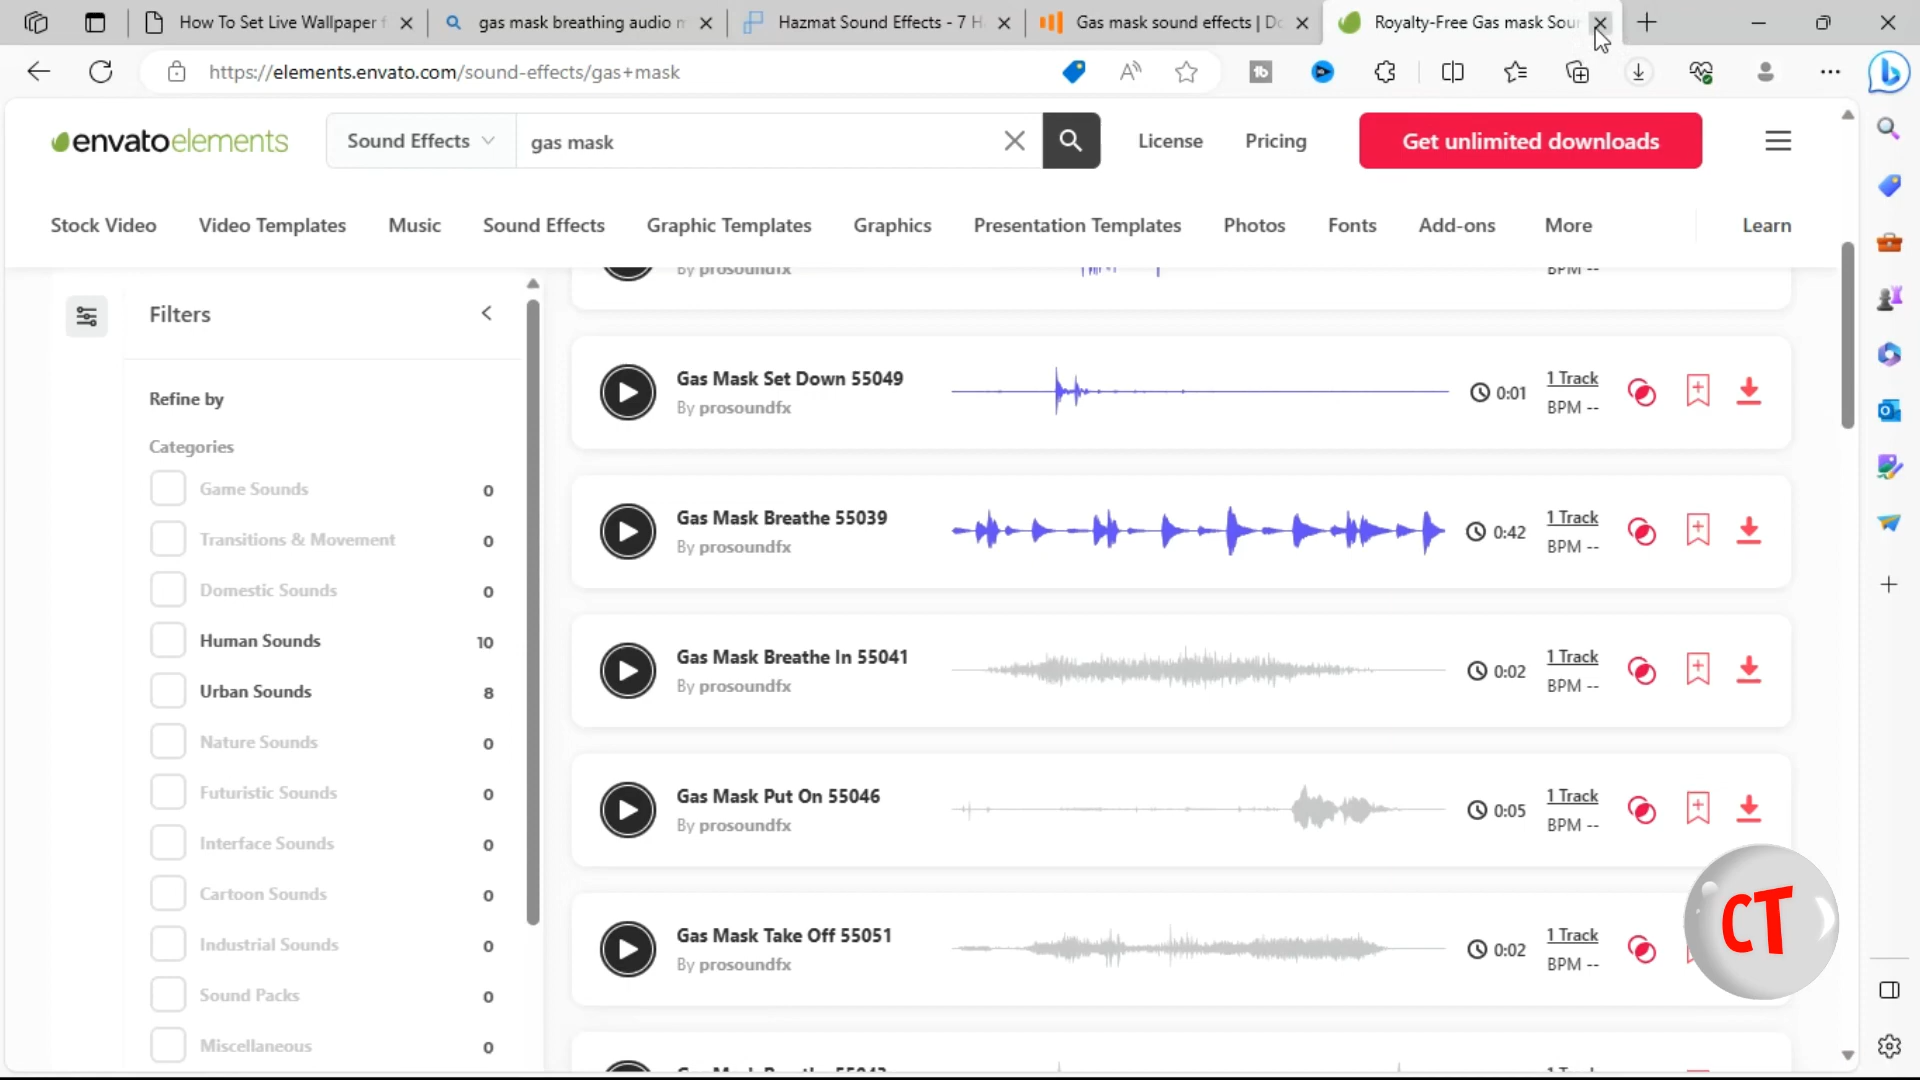 How To Set Live Wallpaper f
gas mask breathing audio m
Hazmat Sound Effects - 7 H
Gas mask sound effects | Do
Royalty-Free Gas mask Sou
https://elements.envato.com/sound-effects/gas+mask
envatoelements
Sound Effects
gas mask
License
Pricing
Get unlimited downloads
Stock Video
Video Templates
Music
Sound Effects
Graphic Templates
Graphics
Presentation Templates
Photos
Fonts
Add-ons
More
Learn
By prosoundfx
BPM --
Filters
Refine by
Categories
Game Sounds 0
Transitions & Movement 0
Domestic Sounds 0
Human Sounds 10
Urban Sounds 8
Nature Sounds 0
Futuristic Sounds 0
Interface Sounds 0
Cartoon Sounds 0
Industrial Sounds 0
Sound Packs 0
Miscellaneous 0
Gas Mask Set Down 55049
By prosoundfx
0:01
1 Track
BPM --
Gas Mask Breathe 55039
By prosoundfx
0:42
1 Track
BPM --
Gas Mask Breathe In 55041
By prosoundfx
0:02
1 Track
BPM --
Gas Mask Put On 55046
By prosoundfx
0:05
1 Track
BPM --
Gas Mask Take Off 55051
By prosoundfx
0:02
1 Track
BPM --
CT